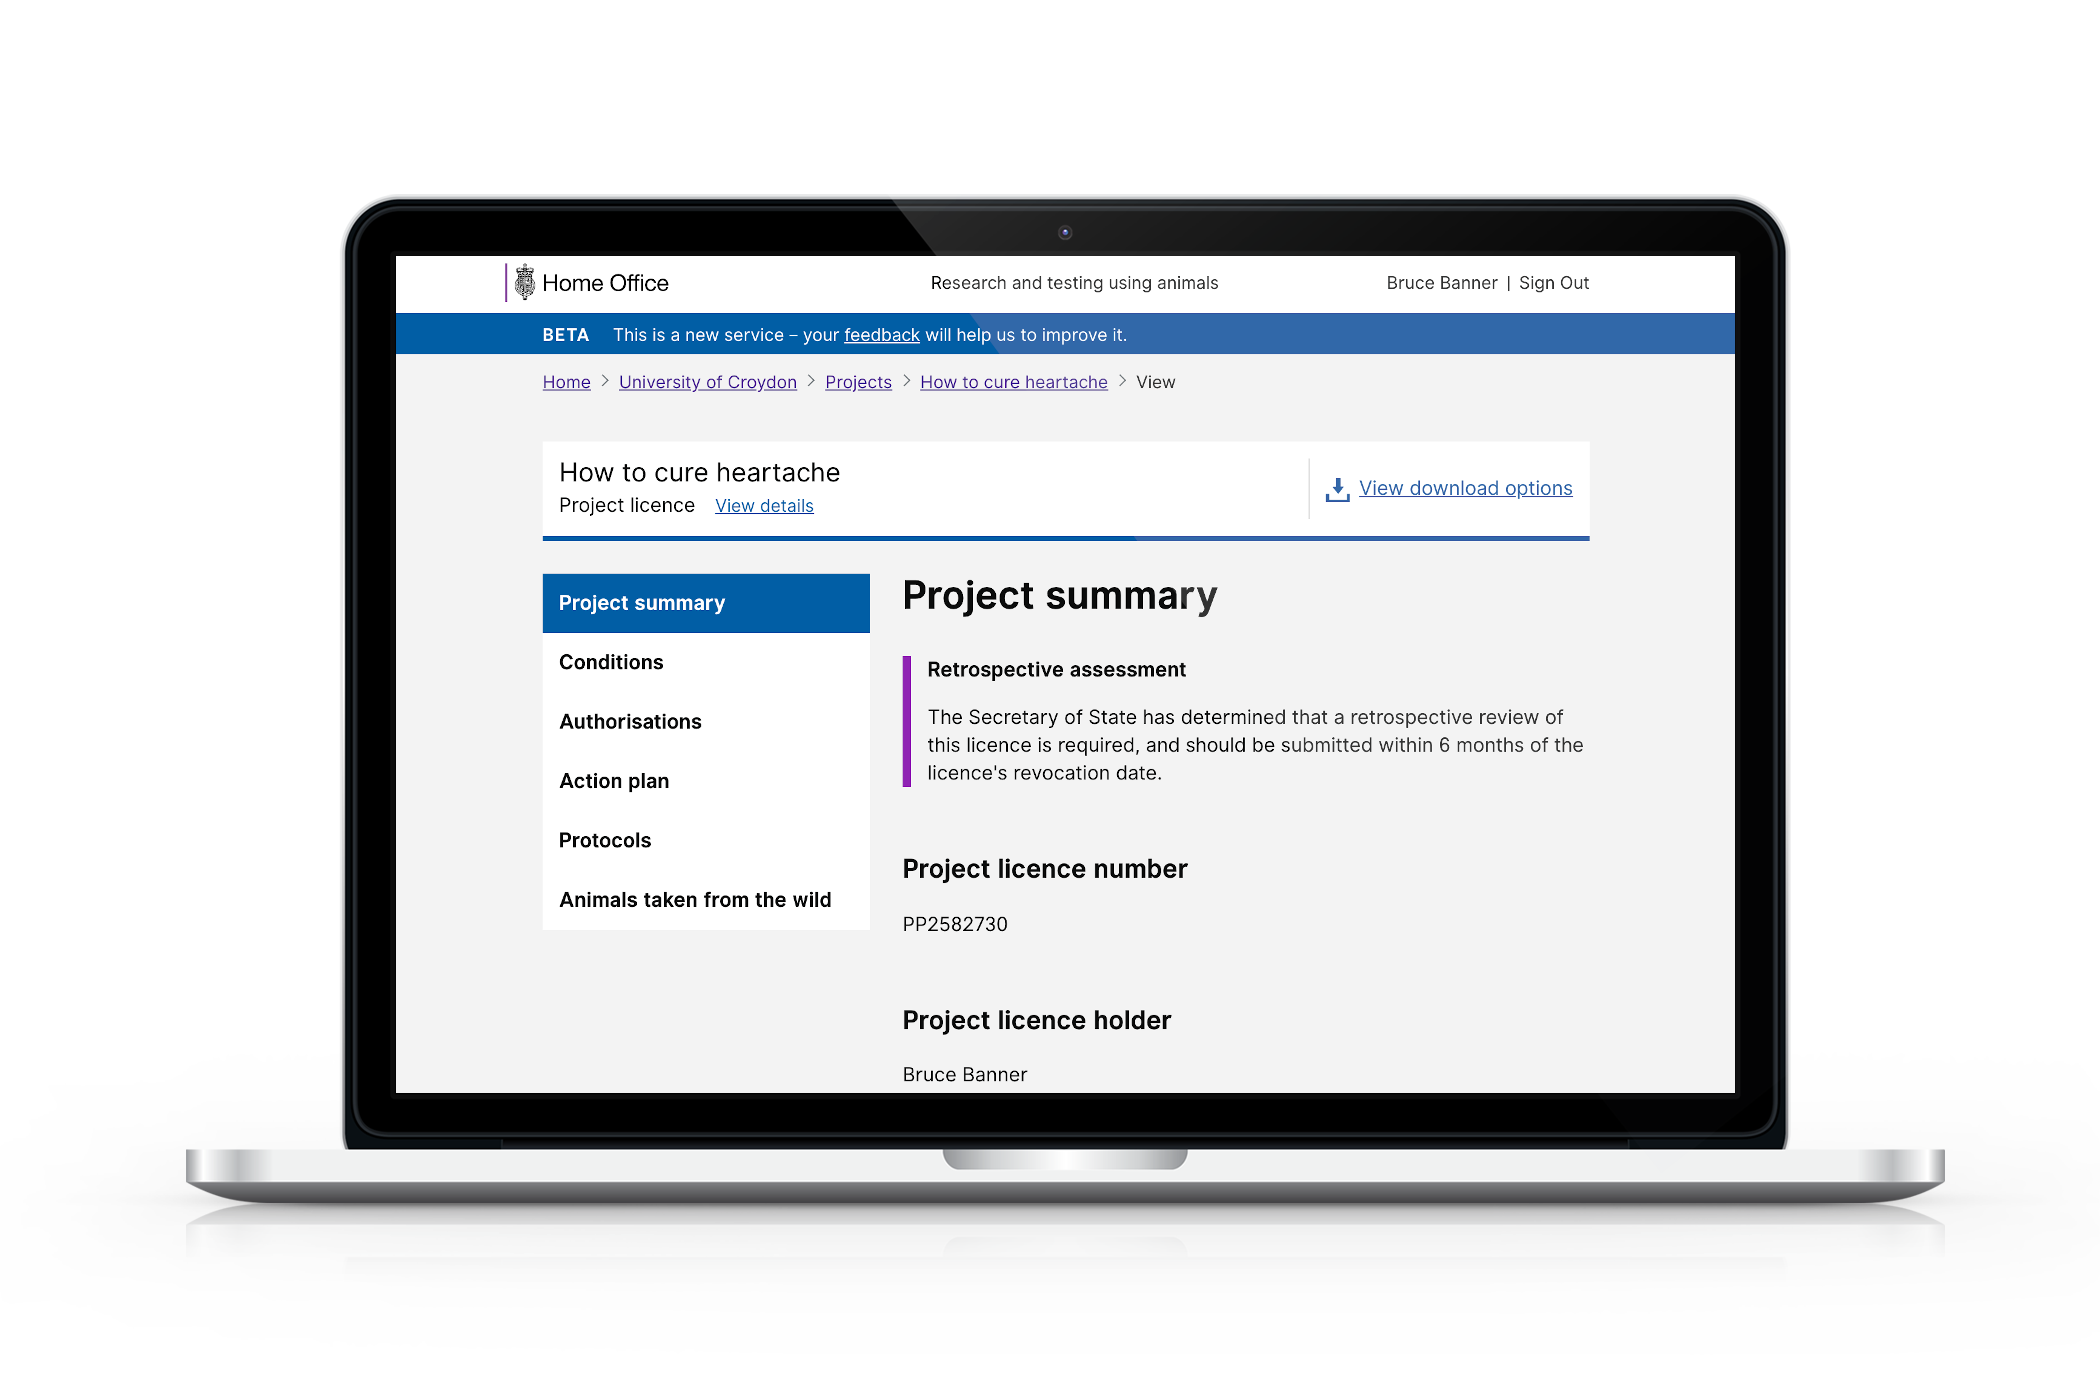 Home Office
Research and testing using animals
Bruce Banner | Sign Out
BETA This is a new service – your feedback will help us to improve it.
Home > University of Croydon > Projects > How to cure heartache > View
How to cure heartache
Project licence View details
View download options
Project summary
Conditions
Authorisations
Action plan
Protocols
Animals taken from the wild
Project summary
Retrospective assessment
The Secretary of State has determined that a retrospective review of
this licence is required, and should be submitted within 6 months of the
licence's revocation date.
Project licence number
PP2582730
Project licence holder
Bruce Banner